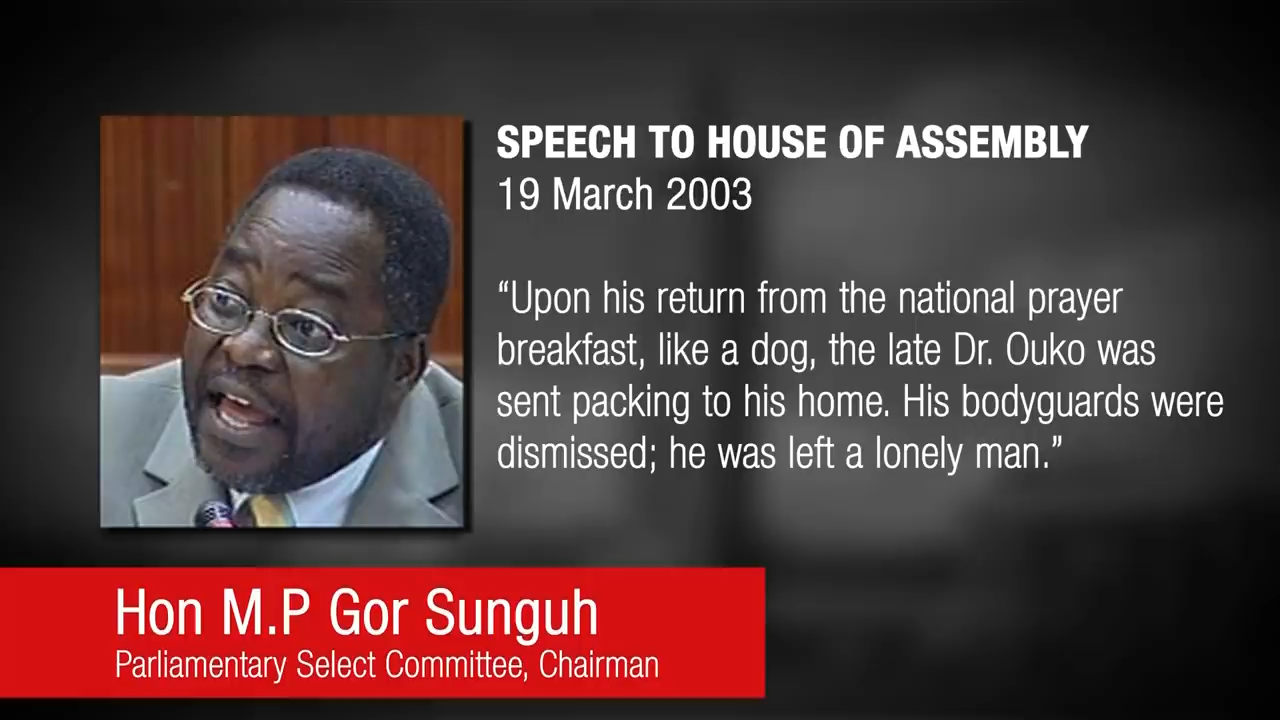 SPEECH TO HOUSE OF ASSEMBLY
19 March 2003
“Upon his return from the national prayer
breakfast, like a dog, the late Dr. Ouko was
sent packing to his home. His bodyguards were
dismissed; he was left a lonely man.”
Hon M.P Gor Sunguh
Parliamentary Select Committee, Chairman